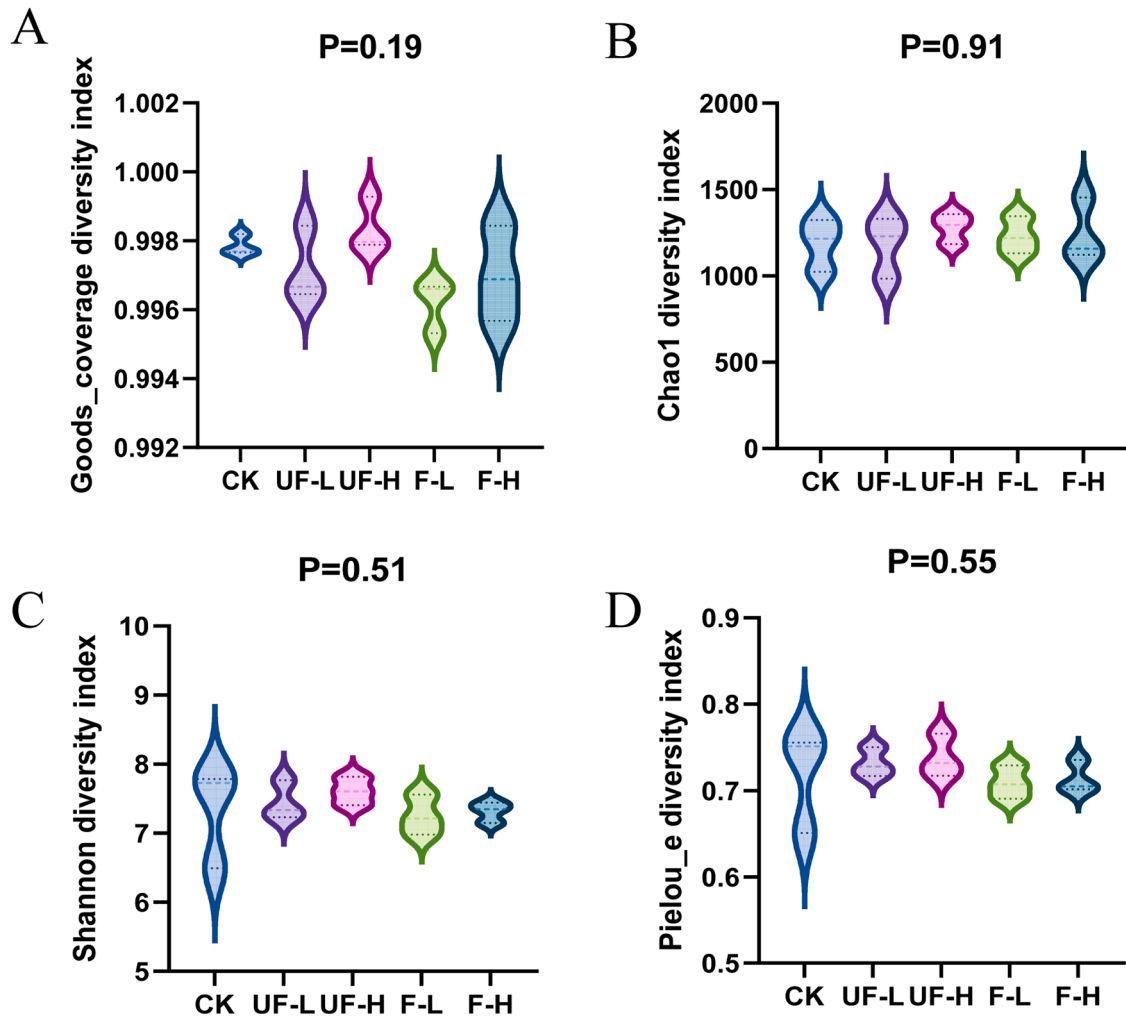 A
P=0.19
Goods_coverage diversity index
1.002
1.000
0.998
0.996
0.994
0.992
CK UF-L UF-H F-L F-H
B
P=0.91
Chao1 diversity index
2000
1500
1000
500
0
CK UF-L UF-H F-L F-H
C
P=0.51
Shannon diversity index
10
9
8
7
6
5
CK UF-L UF-H F-L F-H
D
P=0.55
Pielou_e diversity index
0.9
0.8
0.7
0.6
0.5
CK UF-L UF-H F-L F-H